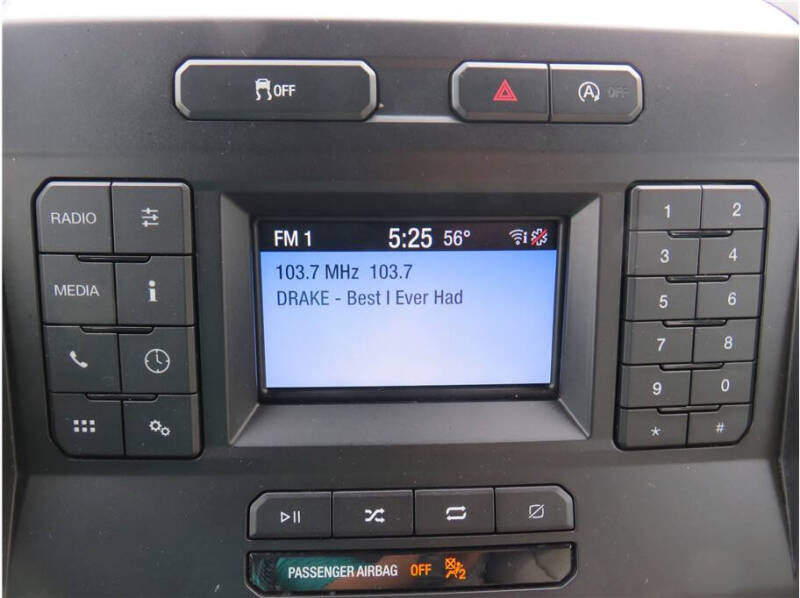 OFF
A OFF
RADIO
MEDIA
i
FM 1 5:25 56° i
103.7 MHz 103.7
DRAKE - Best I Ever Had
1 2
3 4
5 6
7 8
9 0
* #
PASSENGER AIRBAG OFF 2